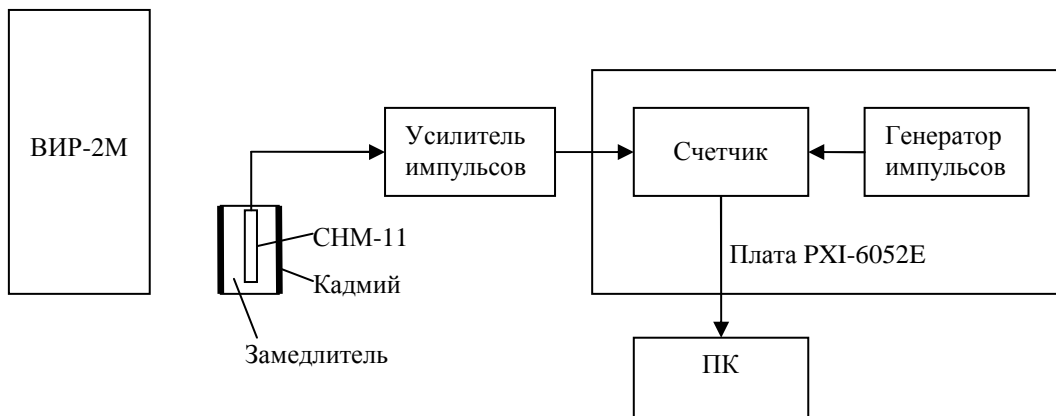 ВИР-2М
Усилитель
импульсов
Счетчик
Генератор
импульсов
СНМ-11
Кадмий
Замедлитель
Плата PXI-6052E
ПК